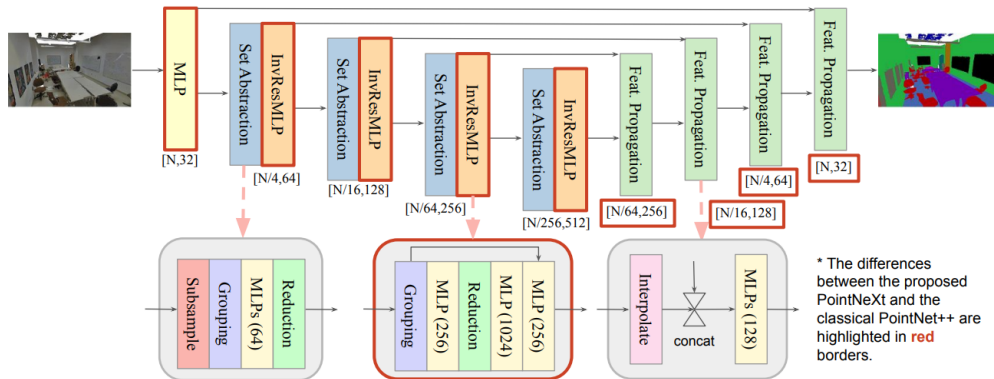 MLP
[N,32]
Set Abstraction
InvResMLP
[N/4,64]
Set Abstraction
InvResMLP
[N/16,128]
Set Abstraction
InvResMLP
[N/64,256]
Set Abstraction
InvResMLP
[N/256,512]
Feat. Propagation
[N/64,256]
Feat. Propagation
[N/16,128]
Feat. Propagation
[N/4,64]
Feat. Propagation
[N,32]
Subsample
Grouping
MLPs (64)
Reduction
Grouping
MLP (256)
Reduction
MLP (1024)
MLP (256)
Interpolate
concat
MLPs (128)
* The differences
between the proposed
PointNeXt and the
classical PointNet++ are
highlighted in red
borders.